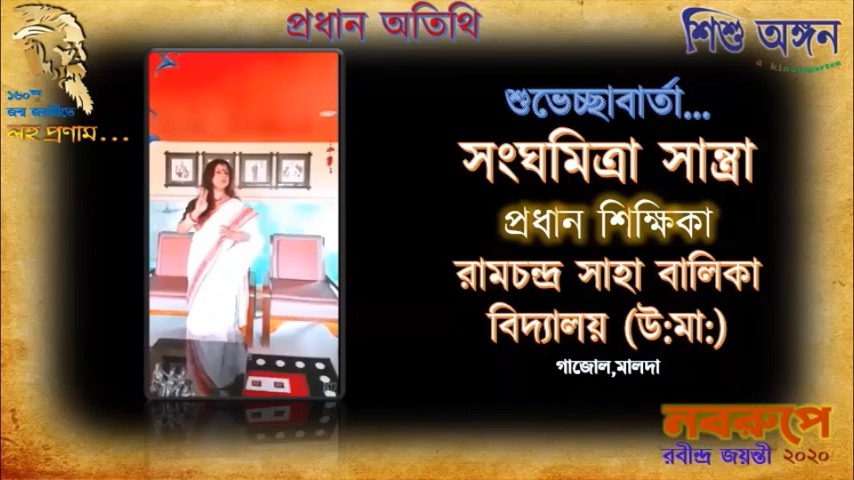 প্রধান অতিথি
শিশু অঙ্গন
a kindergarten
১৬০তম
জন্ম জয়ন্তীতে
লহ প্রণাম...
শুভেচ্ছাবার্তা...
সংঘমিত্রা সান্ত্রা
প্রধান শিক্ষিকা
রামচন্দ্র সাহা বালিকা
বিদ্যালয় (উ:মা:)
গাজোল,মালদা
নবরুপে
রবীন্দ্র জয়ন্তী ২০২০